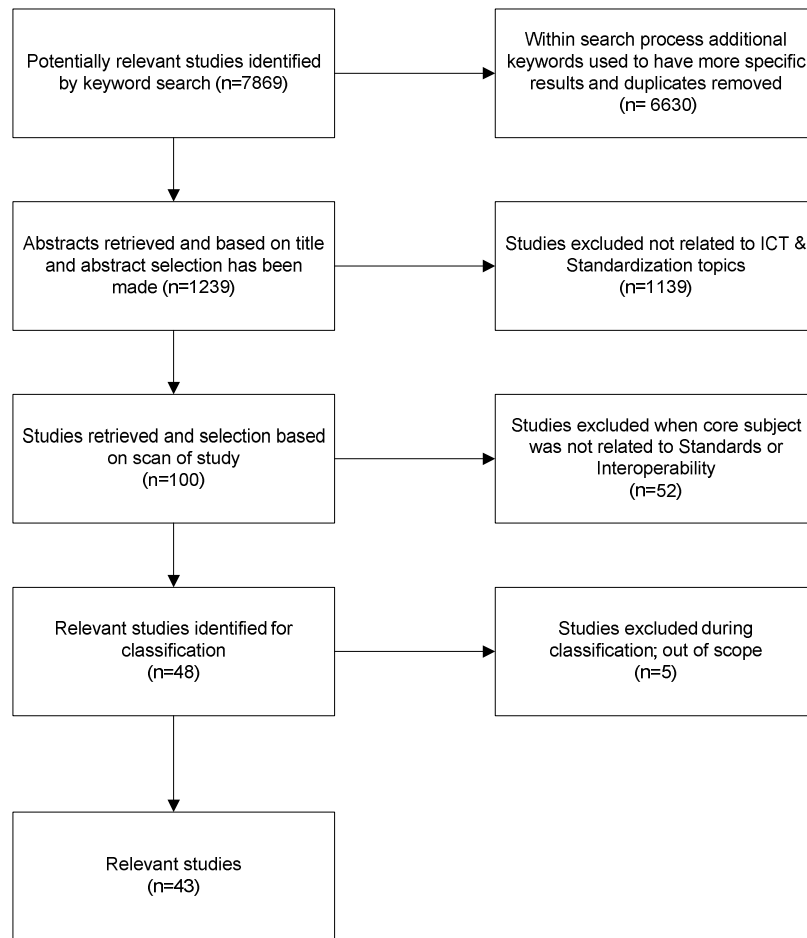 Potentially relevant studies identified
by keyword search (n=7869)
Within search process additional
keywords used to have more specific
results and duplicates removed
(n= 6630)
Abstracts retrieved and based on title
and abstract selection has been
made (n=1239)
Studies excluded not related to ICT &
Standardization topics
(n=1139)
Studies retrieved and selection based
on scan of study
(n=100)
Studies excluded when core subject
was not related to Standards or
Interoperability
(n=52)
Relevant studies identified for
classification
(n=48)
Studies excluded during
classification; out of scope
(n=5)
Relevant studies
(n=43)